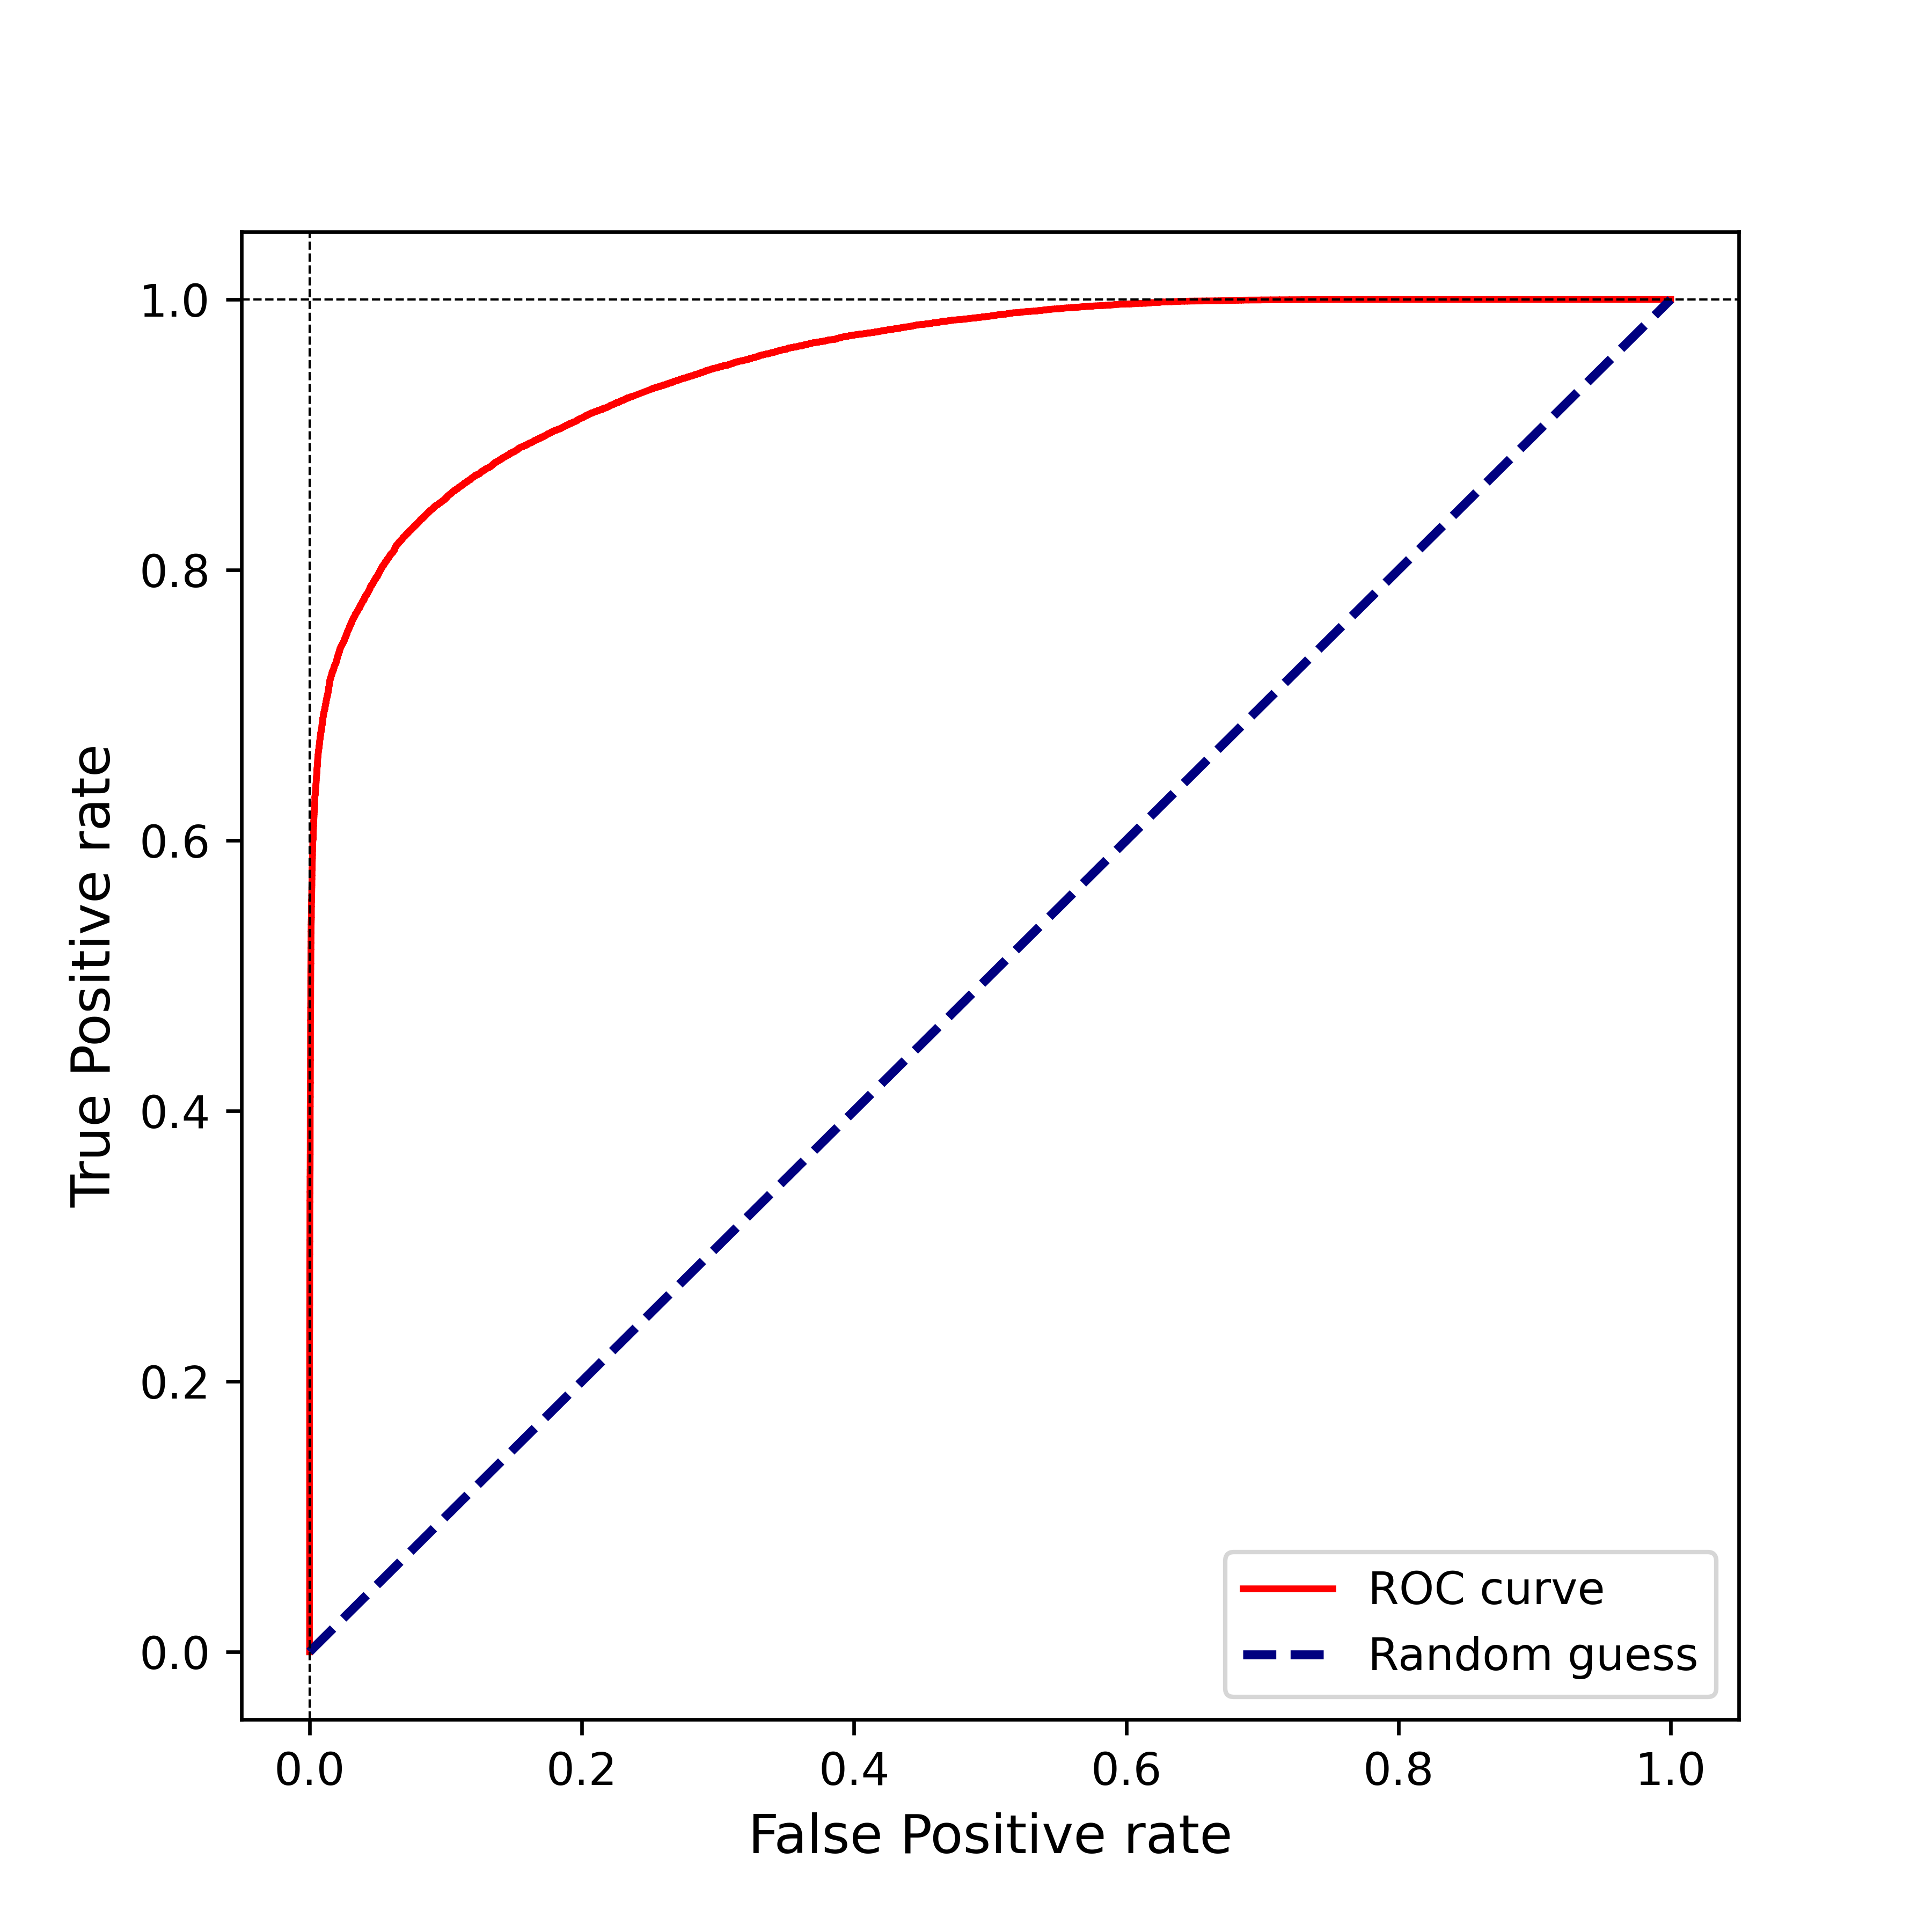 1.0
0.8
0.6
0.4
0.2
0.0
True Positive rate
0.0 0.2 0.4 0.6 0.8 1.0
False Positive rate
ROC curve
Random guess